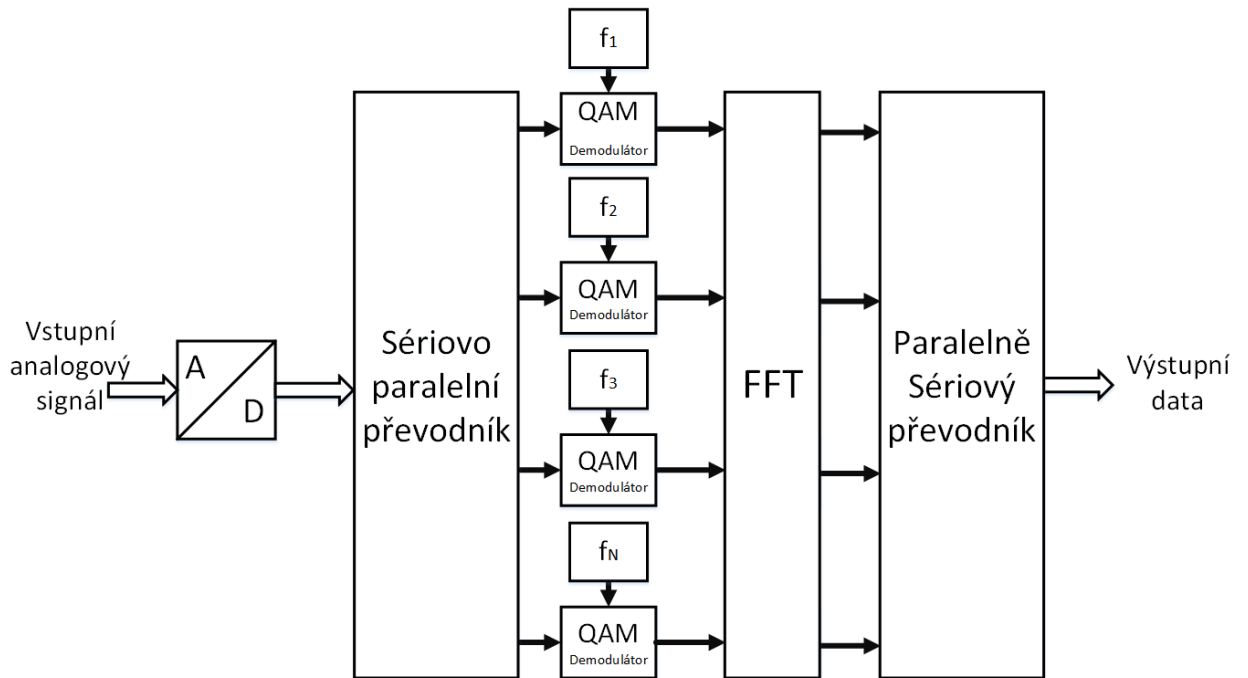 f1
QAM
Demodulátor
f2
QAM
Demodulátor
Vstupní
analogový
signál
A
D
Sériovo
paralelní
převodník
f3
QAM
Demodulátor
fN
QAM
Demodulátor
FFT
Paralelně
Sériový
převodník
Výstupní
data